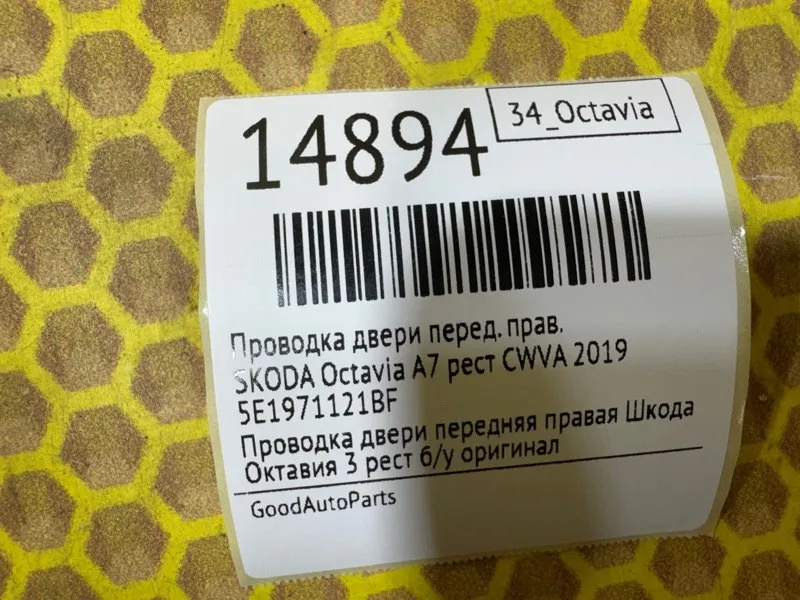 14894
34_Octavia
Проводка двери перед. прав.
SKODA Octavia A7 рест CWVA 2019
5E1971121BF
Проводка двери передняя правая Шкода
Октавия 3 рест б/у оригинал
GoodAutoParts